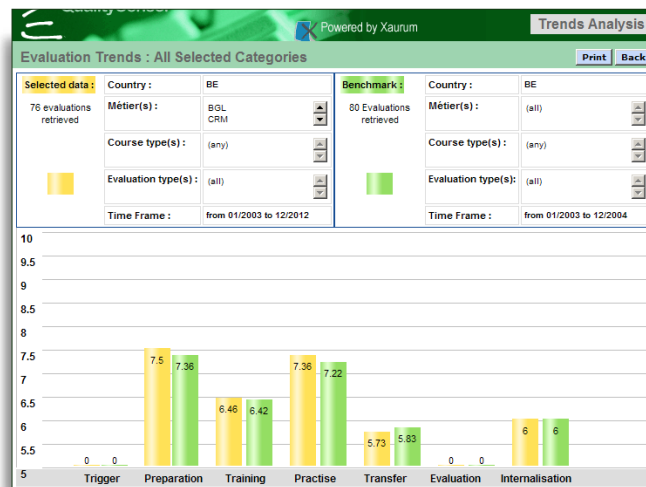 QualitySensor
Powered by Xaurum
Trends Analysis
Evaluation Trends : All Selected Categories
Print Back
Selected data : Country : BE
76 evaluations retrieved
Métier(s) : BGL
CRM
Course type(s) : (any)
Evaluation type(s) : (all)
Time Frame : from 01/2003 to 12/2012
Benchmark : Country : BE
80 Evaluations retrieved
Métier(s) : (all)
Course type(s) : (any)
Evaluation type(s): (all)
Time Frame : from 01/2003 to 12/2004
10
9.5
9
8.5
8
7.5
7
6.5
6
5.5
5
0 0
7.5 7.36
6.46 6.42
7.36 7.22
5.73 5.83
0 0
6 6
Trigger Preparation Training Practise Transfer Evaluation Internalisation